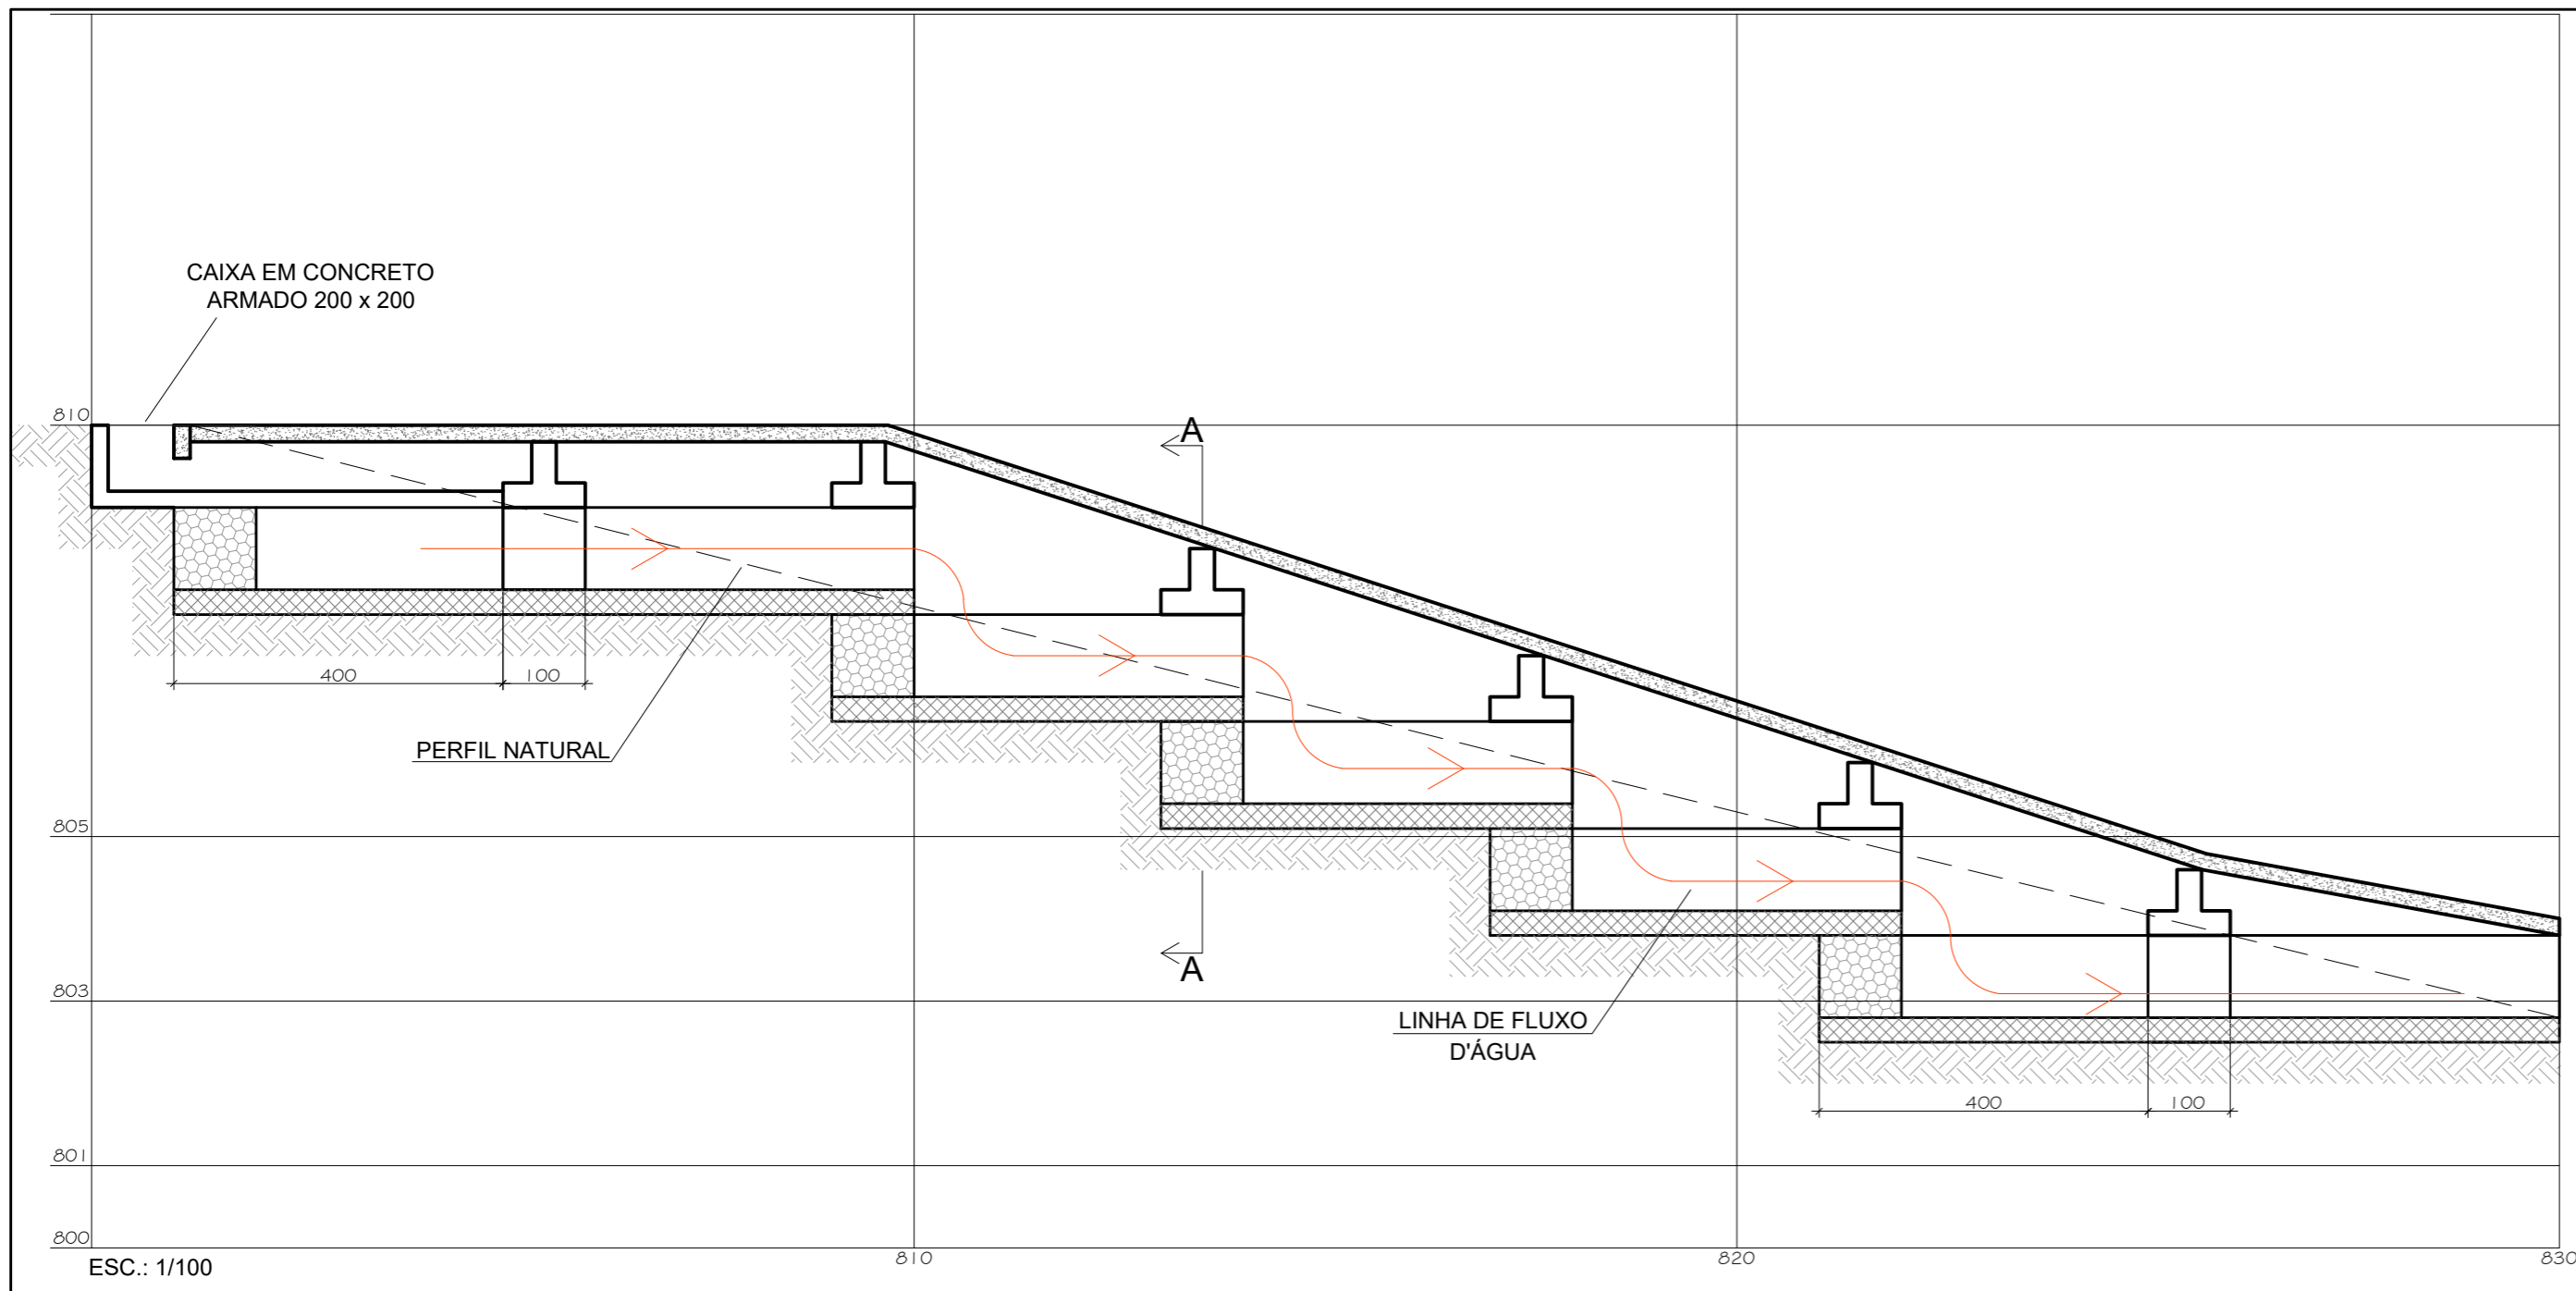 CAIXA EM CONCRETO
ARMADO 200 x 200
810
A
400
100
PERFIL NATURAL
805
A
803
LINHA DE FLUXO
D'ÁGUA
400
100
801
800
810
820
830
ESC.: 1/100